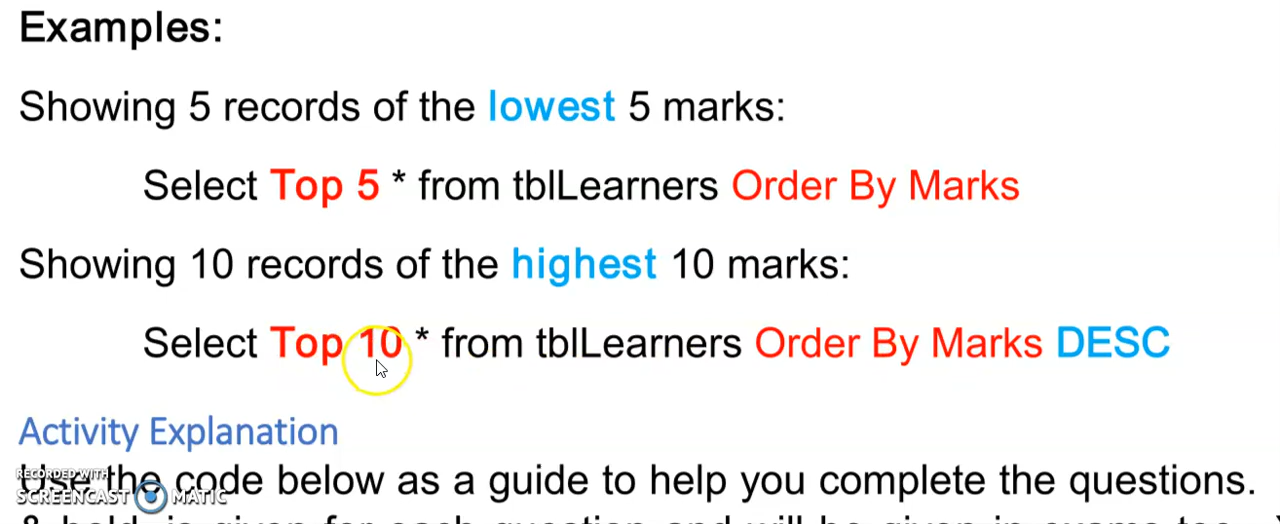 Examples:
Showing 5 records of the lowest 5 marks:
Select Top 5 * from tblLearners Order By Marks
Showing 10 records of the highest 10 marks:
Select Top 10 * from tblLearners Order By Marks DESC
Activity Explanation
Use the code below as a guide to help you complete the questions.
RECORDED WITH
SCREENCAST MATIC